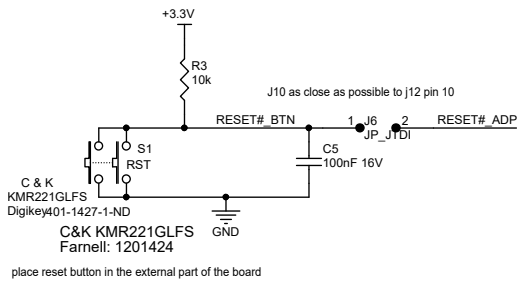 +3.3V
R3
10k
J10 as close as possible to j12 pin 10
RESET#_BTN
1 J6 2
JP_JTDI
RESET#_ADP
S1
RST
C5
100nF 16V
C & K
KMR221GLFS
Digikey401-1427-1-ND
C&K KMR221GLFS
Farnell: 1201424
GND
place reset button in the external part of the board